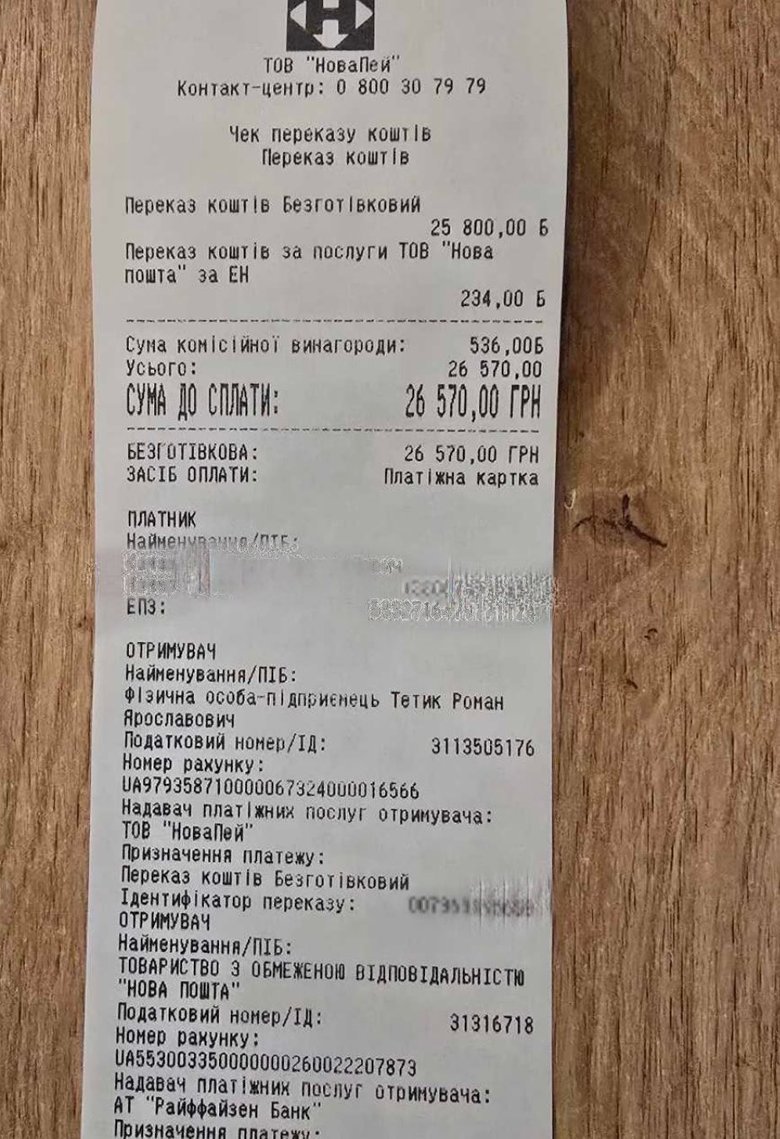 ТОВ "НоваПей"
Контакт-центр: 0 800 30 79 79
Чек переказу коштів
Переказ коштів
Переказ коштів Безготівковий
25 800,00 Б
Переказ коштів за послуги ТОВ "Нова
пошта" за ЕН
234,00 Б
Сума комісійної винагороди: 536,00Б
Усього: 26 570,00
СУМА ДО СПЛАТИ: 26 570,00 ГРН
БЕЗГОТІВКОВА: 26 570,00 ГРН
ЗАСІБ ОПЛАТИ: Платіжна картка
ПЛАТНИК
Найменування/ПІБ:
ЕПЗ:
ОТРИМУВАЧ
Найменування/ПІБ:
Фізична особа-підприємець Тетик Роман
Ярославович
Податковий номер/ІД: 3113505176
Номер рахунку:
UA979358710000067324000016566
Надавач платіжних послуг отримувача:
ТОВ "НоваПей"
Призначення платежу:
Переказ коштів Безготівковий
Ідентифікатор переказу:
ОТРИМУВАЧ
Найменування/ПІБ:
ТОВАРИСТВО З ОБМЕЖЕНОЮ ВІДПОВІДАЛЬНІСТЮ
"НОВА ПОШТА"
Податковий номер/ІД: 31316718
Номер рахунку:
UA553003350000000260022207873
Надавач платіжних послуг отримувача:
АТ "Райффайзен Банк"
Призначення платежу: